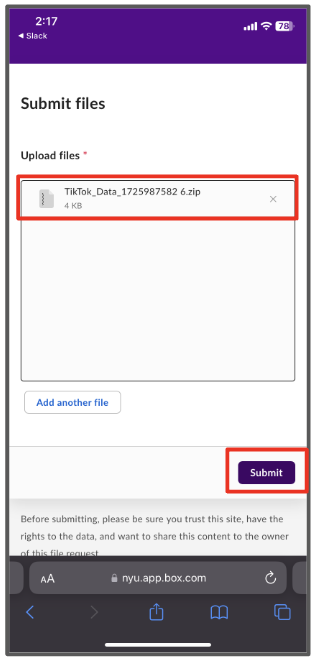 2:17
78
◀ Slack
Submit files
Upload files *
TikTok_Data_1725987582 6.zip
4 KB
Add another file
Submit
Before submitting, please be sure you trust this site, have the
rights to the data, and want to share this content to the owner
of this file request
AA
nyu.app.box.com